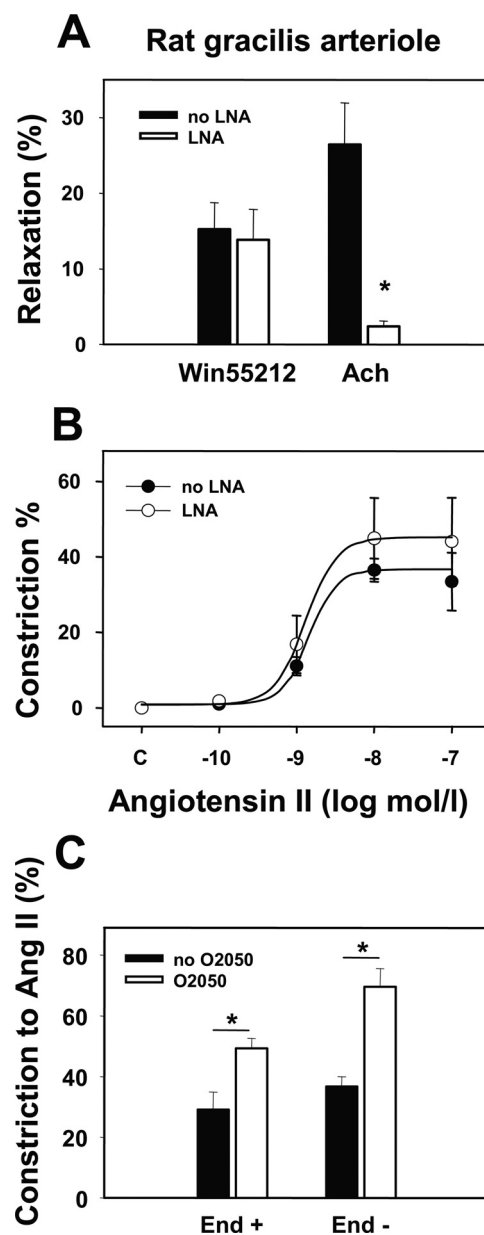 A Rat gracilis arteriole
Relaxation (%)
30
20
10
0
no LNA
LNA
*
Win55212 Ach
B
Constriction %
60
40
20
0
no LNA
LNA
C -10 -9 -8 -7
Angiotensin II (log mol/l)
C
Constriction to Ang II (%)
80
60
40
20
0
no O2050
O2050
*
*
End + End -